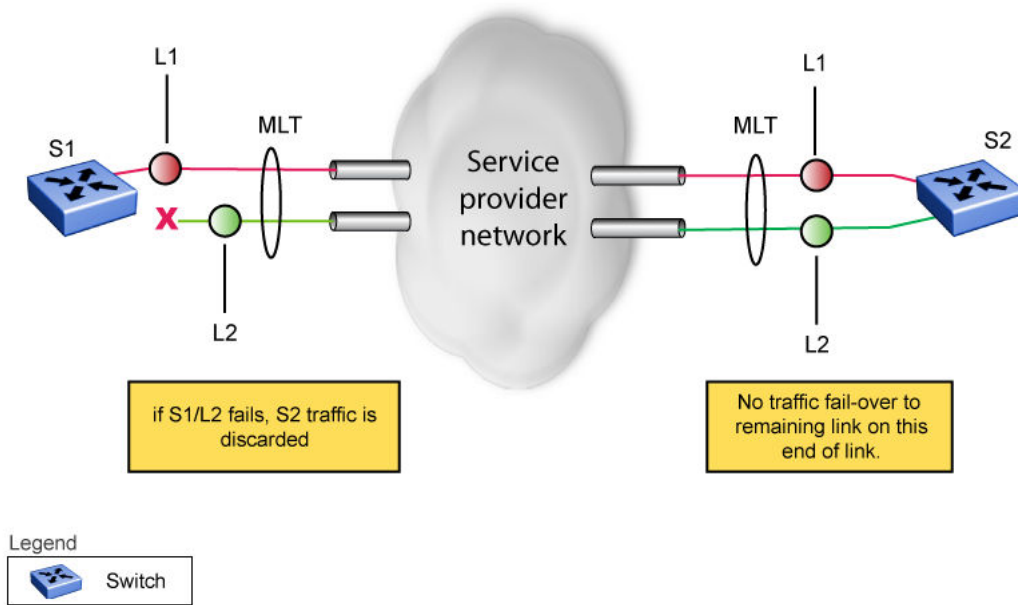 L1
L1
MLT
MLT
S1
S2
Service
provider
network
L2
L2
if S1/L2 fails, S2 traffic is
discarded
No traffic fail-over to
remaining link on this
end of link.
Legend
Switch
X